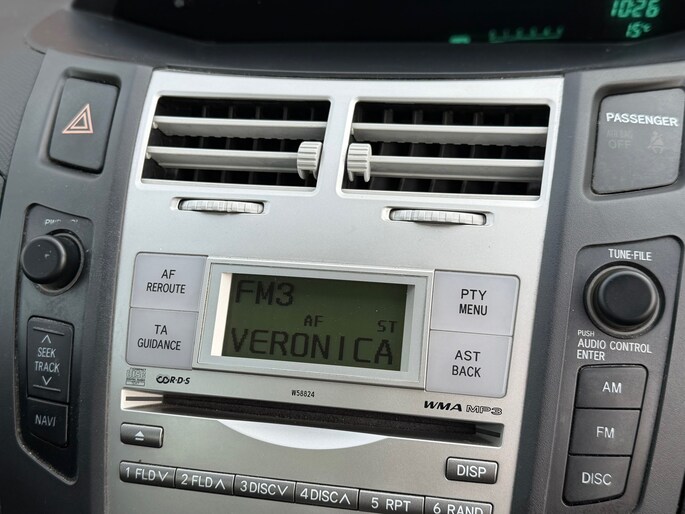 10:26
15°C
PASSENGER
OFF
AF
REROUTE
TA
GUIDANCE
FM3
AF ST
VERONICA
PTY
MENU
AST
BACK
SEEK
TRACK
NAVI
TUNE·FILE
PUSH
AUDIO CONTROL
ENTER
AM
FM
DISC
R·D·S
W58824
WMA MP3
DISP
1 FLD∨
2 FLD∧
3 DISC∨
4 DISC∧
5 RPT
6 RAND